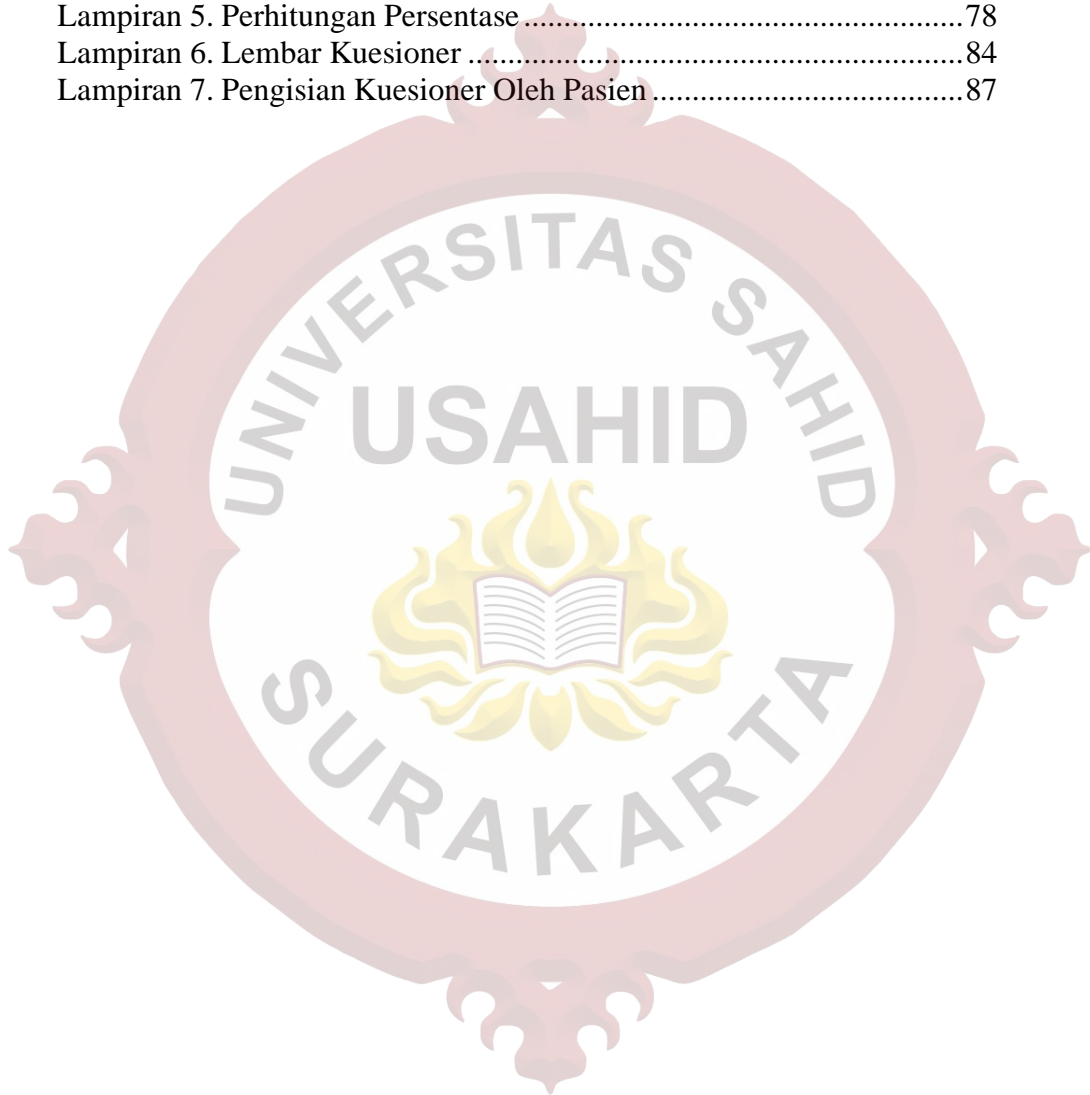 Lampiran 5. Perhitungan Persentase ........................................................78
Lampiran 6. Lembar Kuesioner ................................................................84
Lampiran 7. Pengisian Kuesioner Oleh Pasien ........................................87
UNIVERSITAS SAHID
USAHID
SURAKARTA